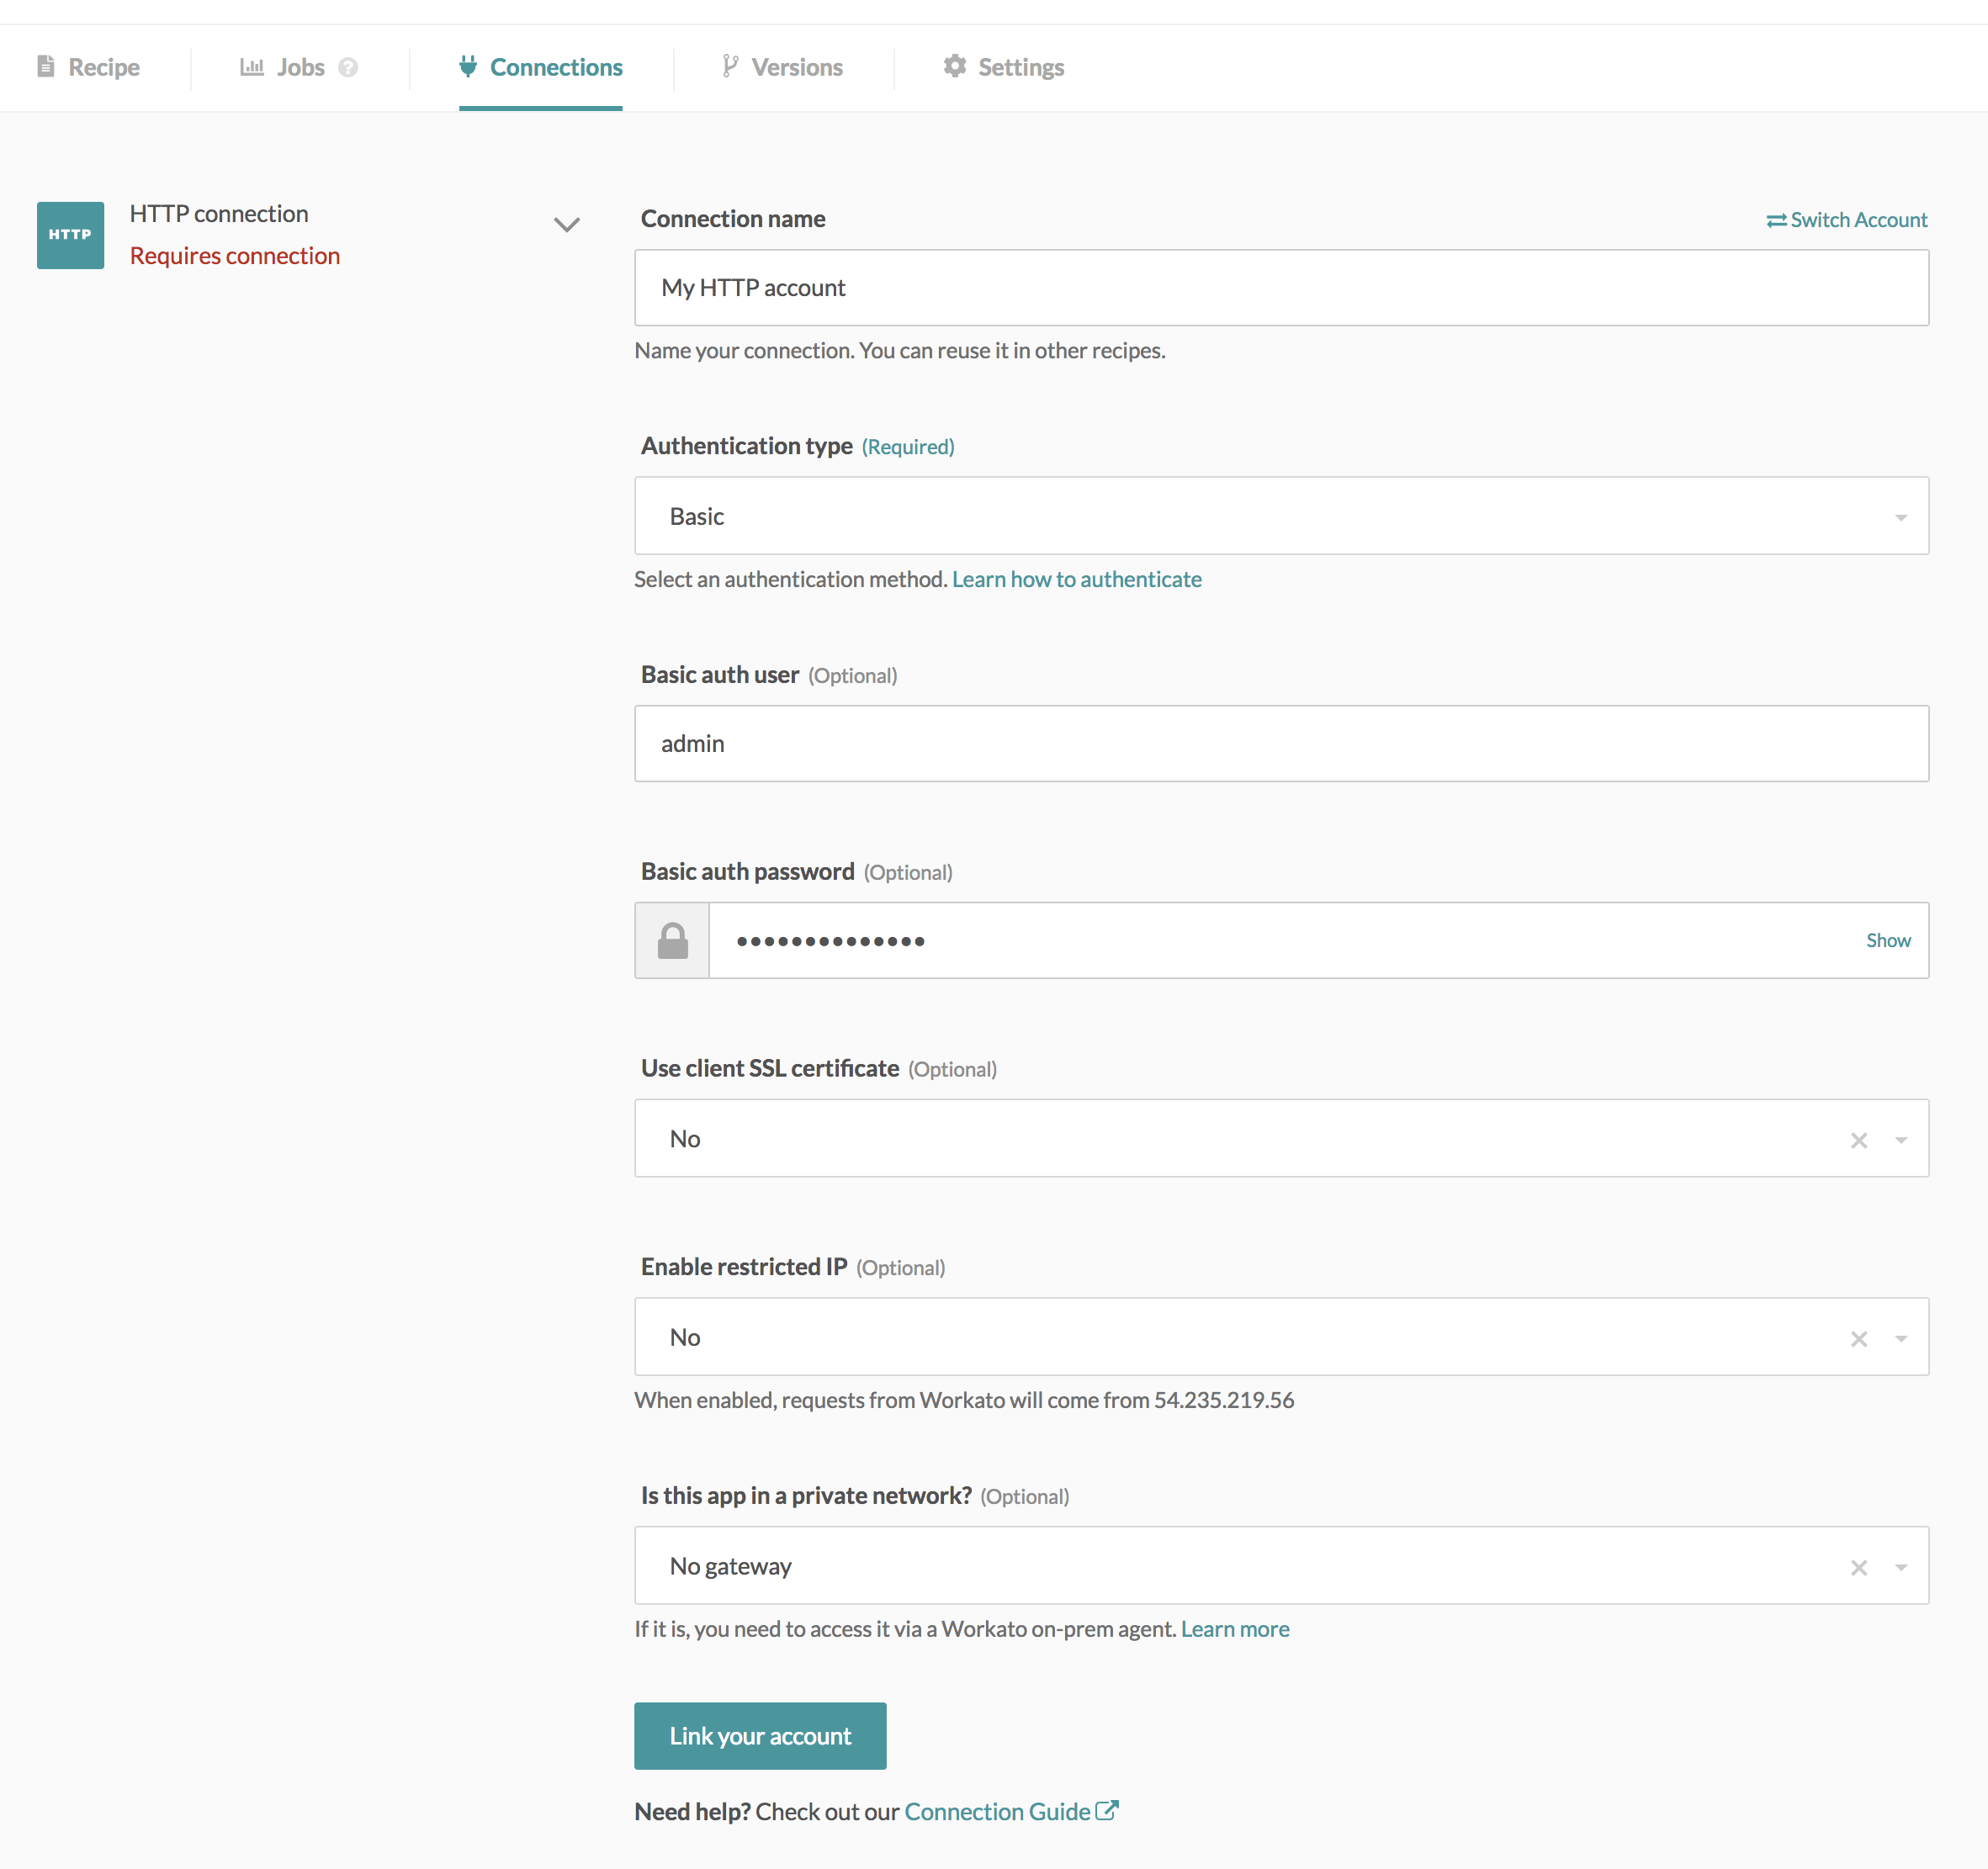 Recipe Jobs ? Connections Versions Settings
HTTP
HTTP connection
Requires connection
Connection name Switch Account
My HTTP account
Name your connection. You can reuse it in other recipes.
Authentication type (Required)
Basic
Select an authentication method. Learn how to authenticate
Basic auth user (Optional)
admin
Basic auth password (Optional)
•••••••••••••• Show
Use client SSL certificate (Optional)
No
Enable restricted IP (Optional)
No
When enabled, requests from Workato will come from 54.235.219.56
Is this app in a private network? (Optional)
No gateway
If it is, you need to access it via a Workato on-prem agent. Learn more
Link your account
Need help? Check out our Connection Guide